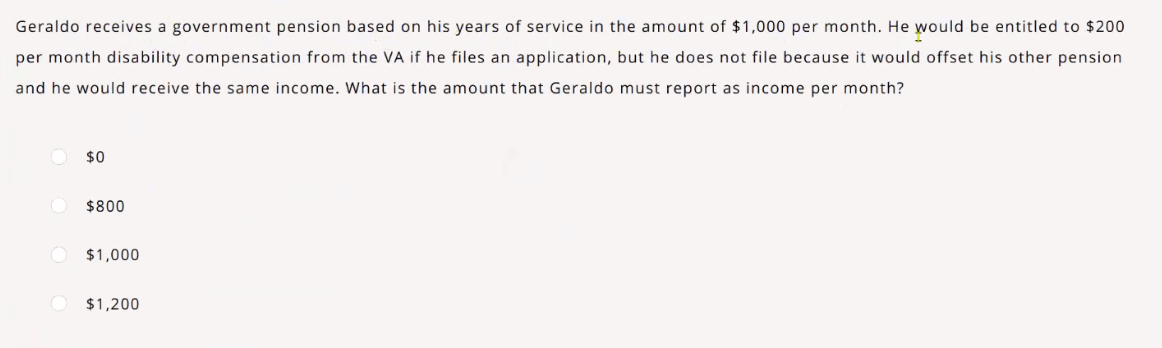 Geraldo receives a government pension based on his years of service in the amount of $1,000 per month. He would be entitled to $200
per month disability compensation from the VA if he files an application, but he does not file because it would offset his other pension
and he would receive the same income. What is the amount that Geraldo must report as income per month?
$0
$800
$1,000
$1,200